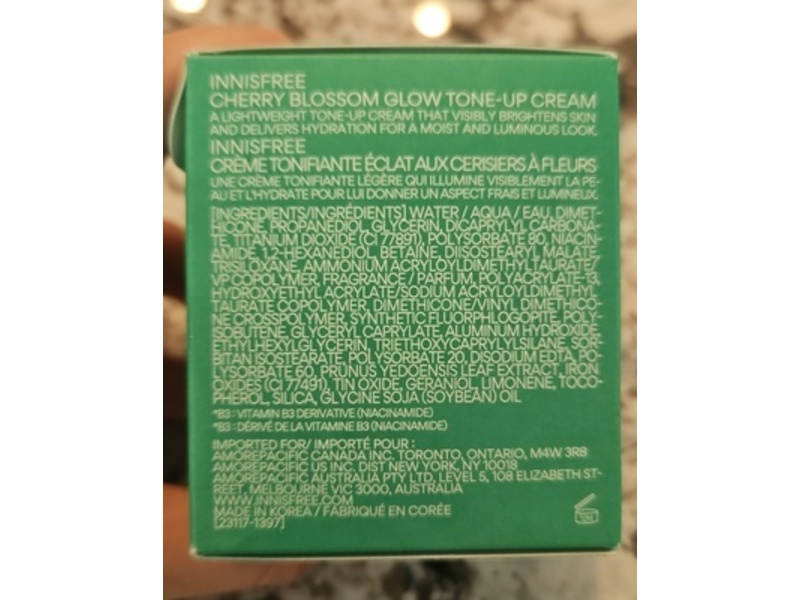 INNISFREE
CHERRY BLOSSOM GLOW TONE-UP CREAM
A LIGHTWEIGHT TONE-UP CREAM THAT VISIBLY BRIGHTENS SKIN
AND DELIVERS HYDRATION FOR A MOIST AND LUMINOUS LOOK.
INNISFREE
CRÈME TONIFIANTE ÉCLAT AUX CERISIERS À FLEURS
UNE CRÈME TONIFIANTE LÉGÈRE QUI ILLUMINE VISIBLEMENT LA PE-
AU ET L'HYDRATE POUR LUI DONNER UN ASPECT FRAIS ET LUMINEUX.
[INGREDIENTS/INGRÉDIENTS] WATER / AQUA / EAU, DIMET-
HICONE, PROPANEDIOL, GLYCERIN, DICAPRYLYL CARBONA-
TE, TITANIUM DIOXIDE (CI 77891), POLYSORBATE 80, NIACIN-
AMIDE, 1,2-HEXANEDIOL, BETAINE, DIISOSTEARYL MALATE,
TRISILOXANE, AMMONIUM ACRYLOYLDIMETHYLTAURATE/
VP COPOLYMER, FRAGRANCE / PARFUM, POLYACRYLATE-13,
HYDROXYETHYL ACRYLATE/SODIUM ACRYLOYLDIMETHYL
TAURATE COPOLYMER, DIMETHICONE/VINYL DIMETHICO-
NE CROSSPOLYMER, SYNTHETIC FLUORPHLOGOPITE, POLY-
ISOBUTENE, GLYCERYL CAPRYLATE, ALUMINUM HYDROXIDE,
ETHYLHEXYLGLYCERIN, TRIETHOXYCAPRYLYLSILANE, SOR-
BITAN ISOSTEARATE, POLYSORBATE 20, DISODIUM EDTA, PO-
LYSORBATE 60, PRUNUS YEDOENSIS LEAF EXTRACT, IRON
OXIDES (CI 77491), TIN OXIDE, GERANIOL, LIMONENE, TOCO-
PHEROL, SILICA, GLYCINE SOJA (SOYBEAN) OIL
*B3 : VITAMIN B3 DERIVATIVE (NIACINAMIDE)
*B3 : DÉRIVÉ DE LA VITAMINE B3 (NIACINAMIDE)
IMPORTED FOR/ IMPORTÉ POUR :
AMOREPACIFIC CANADA INC. TORONTO, ONTARIO, M4W 3R8
AMOREPACIFIC US INC. DIST NEW YORK, NY 10018
AMOREPACIFIC AUSTRALIA PTY LTD, LEVEL 5, 108 ELIZABETH ST-
REET, MELBOURNE VIC 3000, AUSTRALIA
WWW.INNISFREE.COM
MADE IN KOREA / FABRIQUÉ EN CORÉE
[23117-1397]
12M